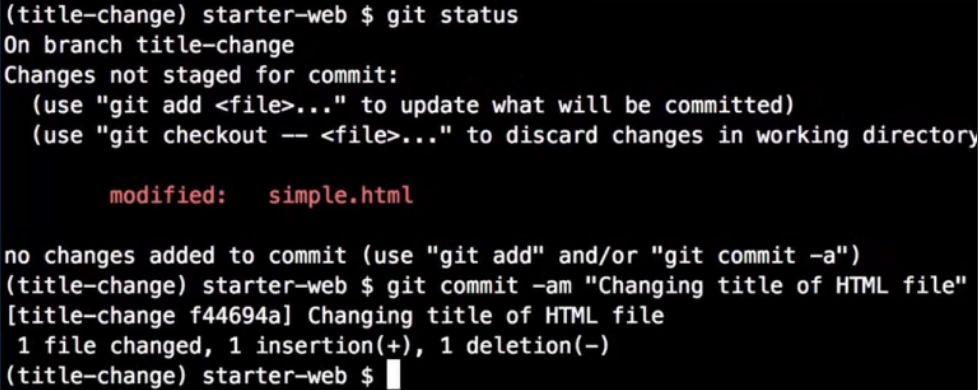 (title-change) starter-web $ git status
On branch title-change
Changes not staged for commit:
  (use "git add <file>..." to update what will be committed)
  (use "git checkout -- <file>..." to discard changes in working directory

        modified:   simple.html

no changes added to commit (use "git add" and/or "git commit -a")
(title-change) starter-web $ git commit -am "Changing title of HTML file"
[title-change f44694a] Changing title of HTML file
 1 file changed, 1 insertion(+), 1 deletion(-)
(title-change) starter-web $